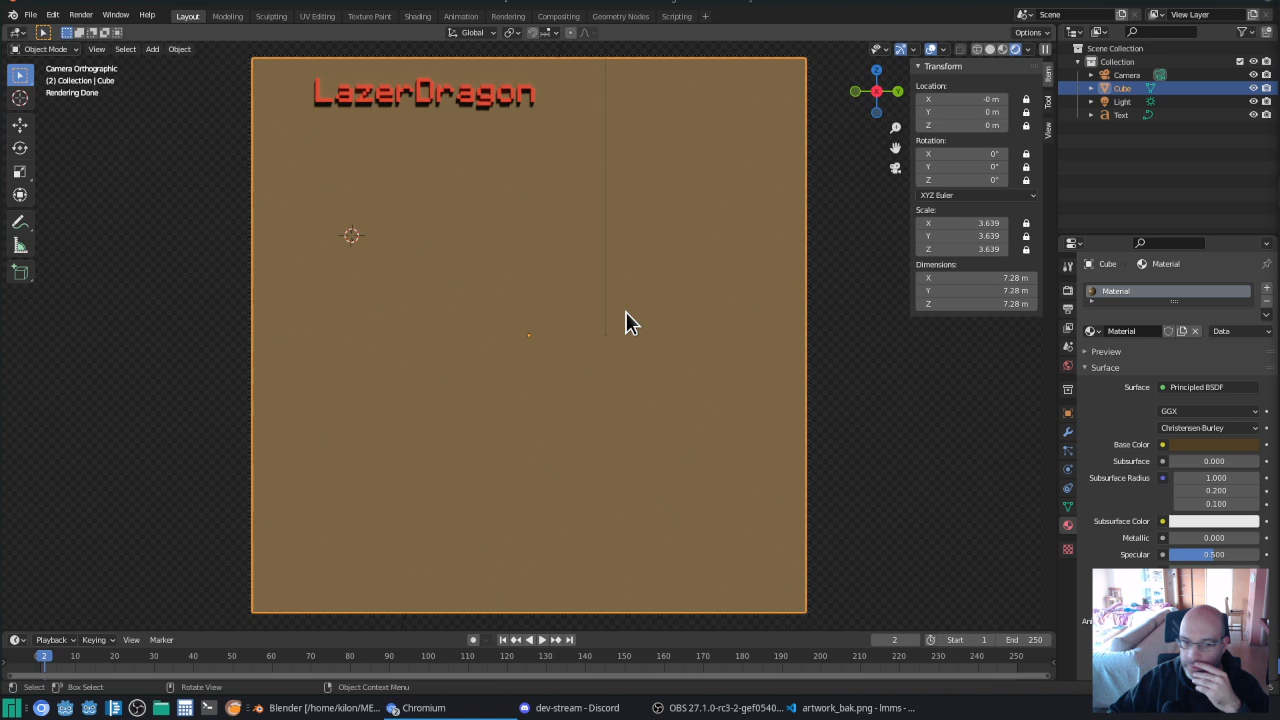 File Edit Render Window Help Layout Modeling Sculpting UV Editing Texture Paint Shading Animation Rendering Compositing Geometry Nodes Scripting + Scene View Layer
Global Options
Object Mode View Select Add Object
Camera Orthographic
(2) Collection | Cube
Rendering Done
LazerDragon
X
Y
Z
Transform
Location:
X -0 m
Y 0 m
Z 0 m
Rotation:
X 0°
Y 0°
Z 0°
XYZ Euler
Scale:
X 3.639
Y 3.639
Z 3.639
Dimensions:
X 7.28 m
Y 7.28 m
Z 7.28 m
Item
Tool
View
Scene Collection
Collection
Camera
Cube
Light
Text
Cube Material
Material
Material Data
Preview
Surface
Surface Principled BSDF
GGX
Christensen-Burley
Base Color
Subsurface 0.000
Subsurface Radius 1.000
0.200
0.100
Subsurface Color
Metallic 0.000
Specular 0.500
Playback Keying View Marker 2 Start 1 End 250
2 10 20 30 40 50 60 70 80 90 100 110 120 130 140 150 160 170 180 190 200 210 220 230 240 250
Select Box Select Rotate View Object Context Menu
Blender [/home/kilon/ME... Chromium dev-stream - Discord OBS 27.1.0-rc3-2-gef0540... artwork_bak.png - lmms - ...